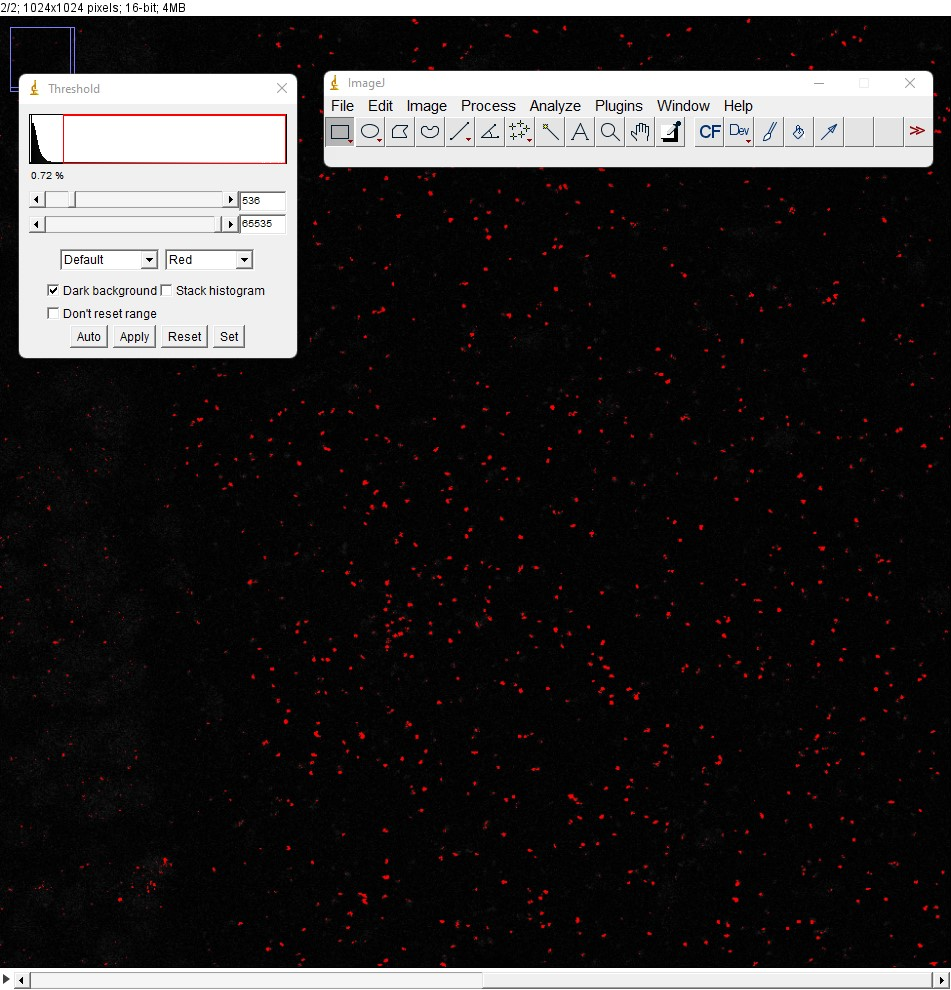 2/2; 1024x1024 pixels; 16-bit; 4MB
Threshold
ImageJ
File Edit Image Process Analyze Plugins Window Help
A CF Dev >>
0.72 %
536
65535
Default Red
Dark background Stack histogram
Don't reset range
Auto Apply Reset Set